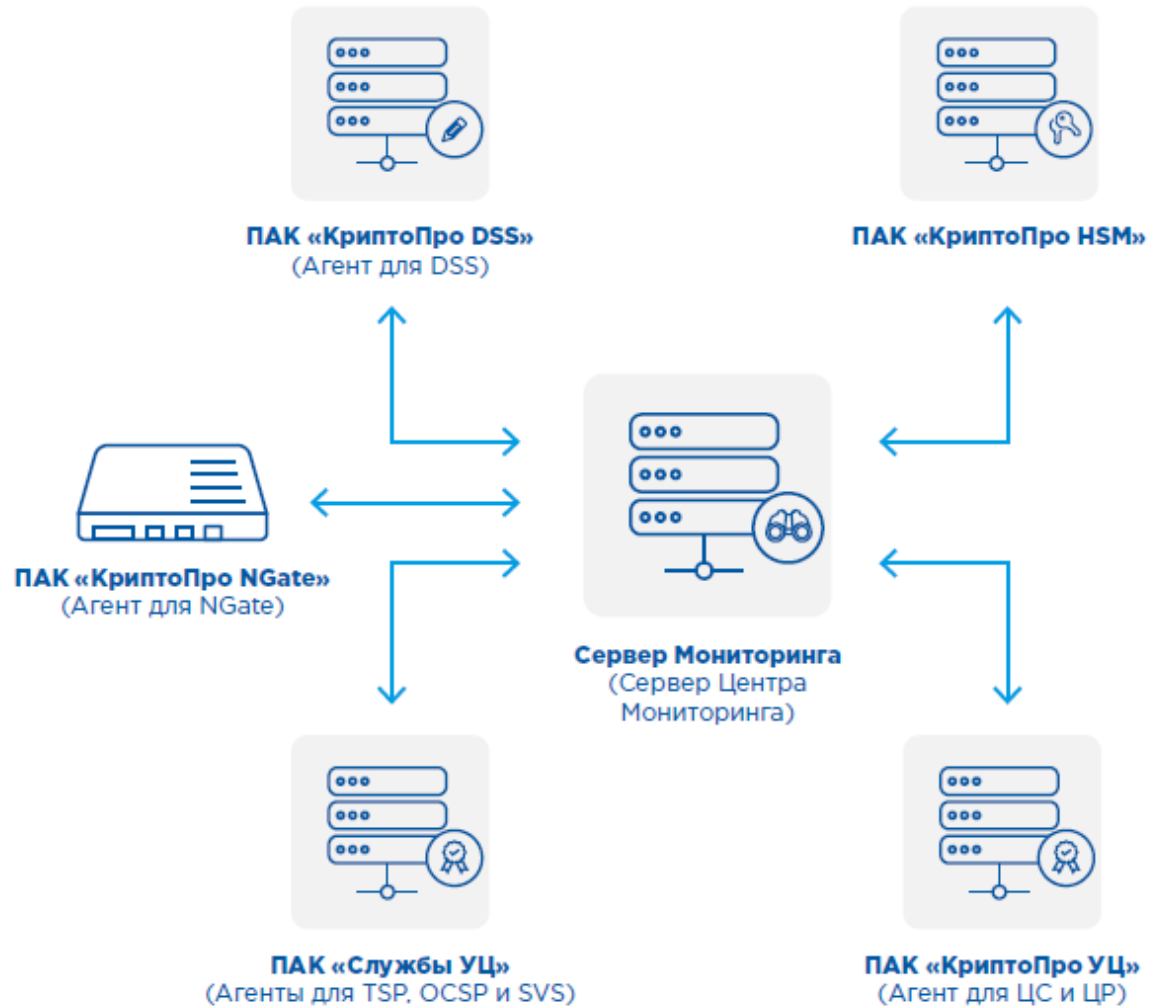 ПАК «КриптоПро DSS»
(Агент для DSS)
ПАК «КриптоПро HSM»
ПАК «КриптоПро NGate»
(Агент для NGate)
Сервер Мониторинга
(Сервер Центра
Мониторинга)
ПАК «Службы УЦ»
(Агенты для TSP, OCSP и SVS)
ПАК «КриптоПро УЦ»
(Агент для ЦС и ЦР)